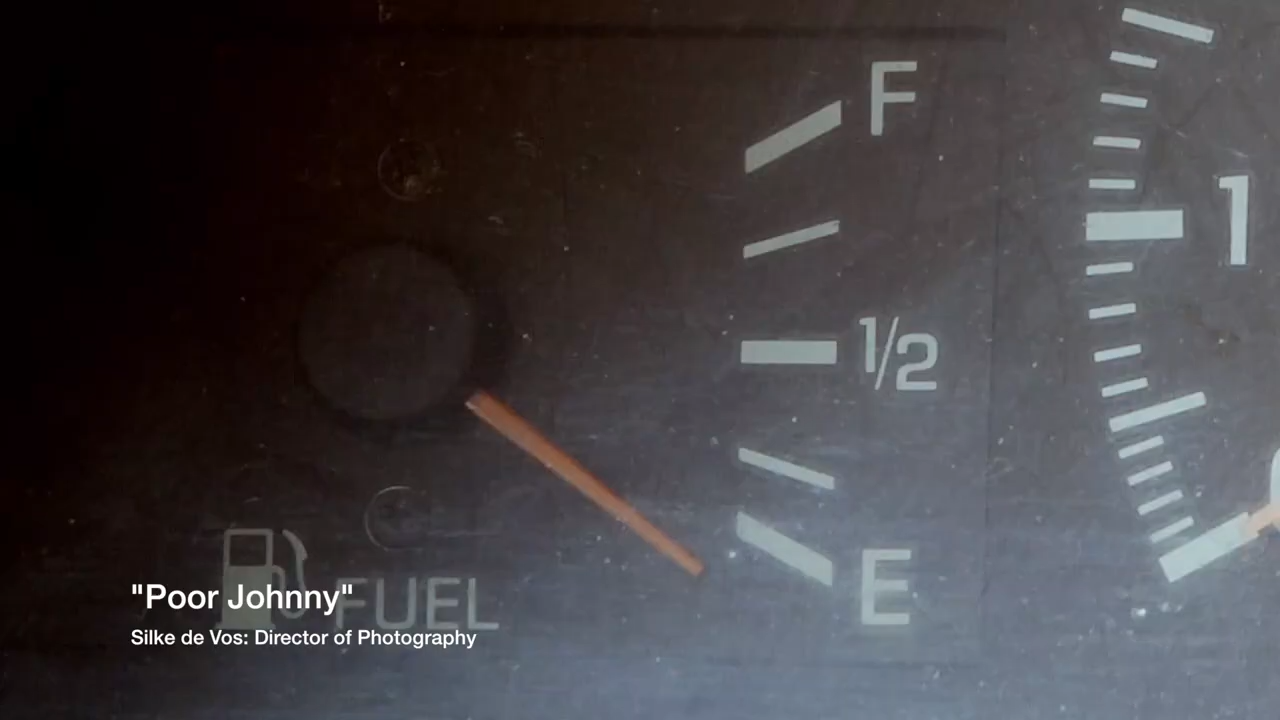 F
1
1/2
E
FUEL
"Poor Johnny"
Silke de Vos: Director of Photography